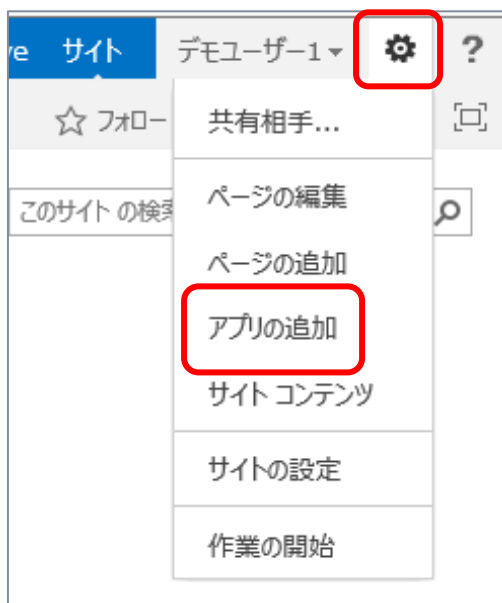 ve サイト デモユーザー1 ?
フォロー
このサイト の検索
共有相手...
ページの編集
ページの追加
アプリの追加
サイト コンテンツ
サイトの設定
作業の開始